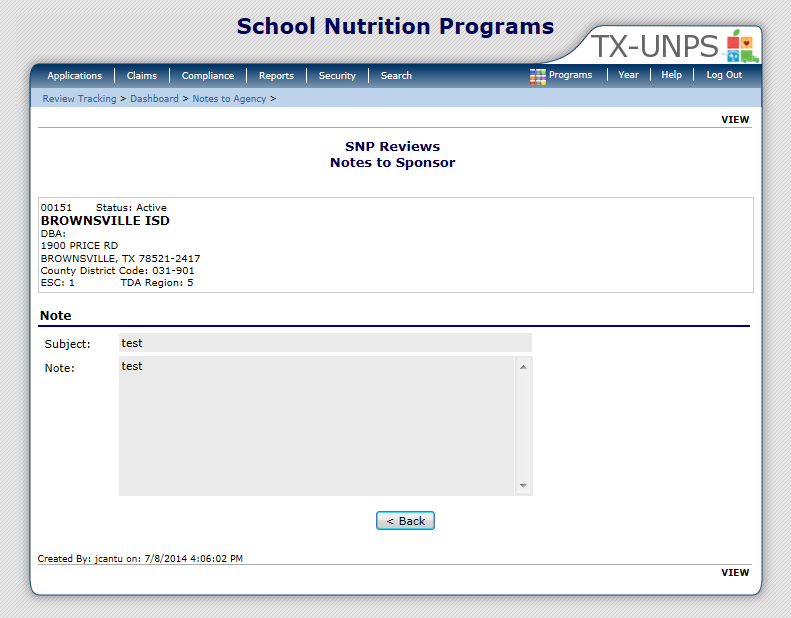 School Nutrition Programs
TX-UNPS
Applications Claims Compliance Reports Security Search Programs Year Help Log Out
Review Tracking > Dashboard > Notes to Agency >
VIEW
SNP Reviews
Notes to Sponsor
00151 Status: Active
BROWNSVILLE ISD
DBA:
1900 PRICE RD
BROWNSVILLE, TX 78521-2417
County District Code: 031-901
ESC: 1 TDA Region: 5
Note
Subject: test
Note: test
< Back
Created By: jcantu on: 7/8/2014 4:06:02 PM
VIEW